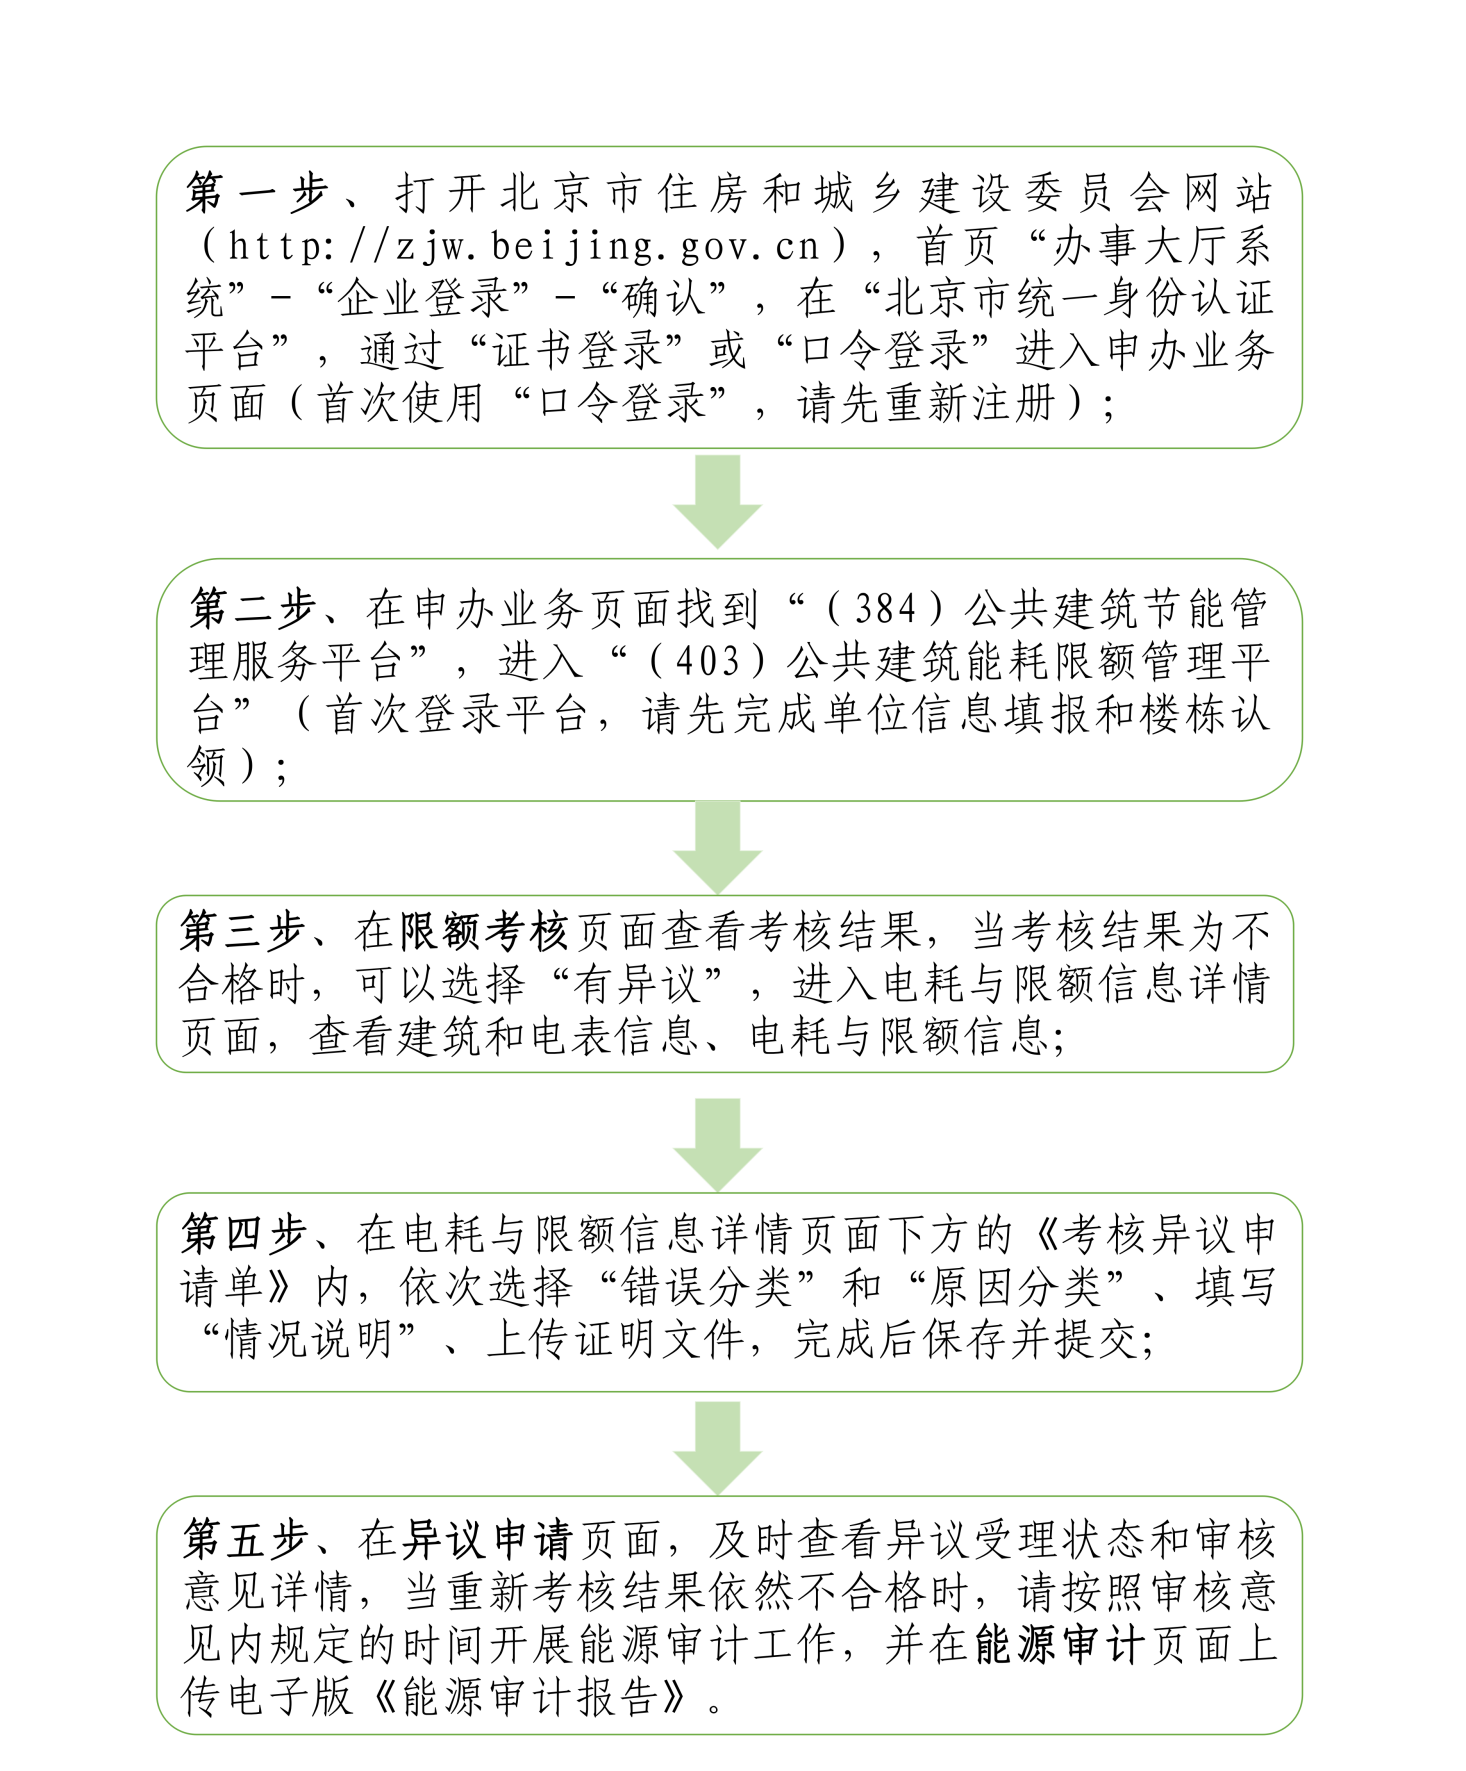 第一步、打开北京市住房和城乡建设委员会网站
（http://zjw.beijing.gov.cn），首页“办事大厅系
统”-“企业登录”-“确认”，在“北京市统一身份认证
平台”，通过“证书登录”或“口令登录”进入申办业务
页面（首次使用“口令登录”，请先重新注册）；
第二步、在申办业务页面找到“（384）公共建筑节能管
理服务平台”，进入“（403）公共建筑能耗限额管理平
台”（首次登录平台，请先完成单位信息填报和楼栋认
领）；
第三步、在限额考核页面查看考核结果，当考核结果为不
合格时，可以选择“有异议”，进入电耗与限额信息详情
页面，查看建筑和电表信息、电耗与限额信息；
第四步、在电耗与限额信息详情页面下方的《考核异议申
请单》内，依次选择“错误分类”和“原因分类”、填写
“情况说明”、上传证明文件，完成后保存并提交；
第五步、在异议申请页面，及时查看异议受理状态和审核
意见详情，当重新考核结果依然不合格时，请按照审核意
见内规定的时间开展能源审计工作，并在能源审计页面上
传电子版《能源审计报告》。